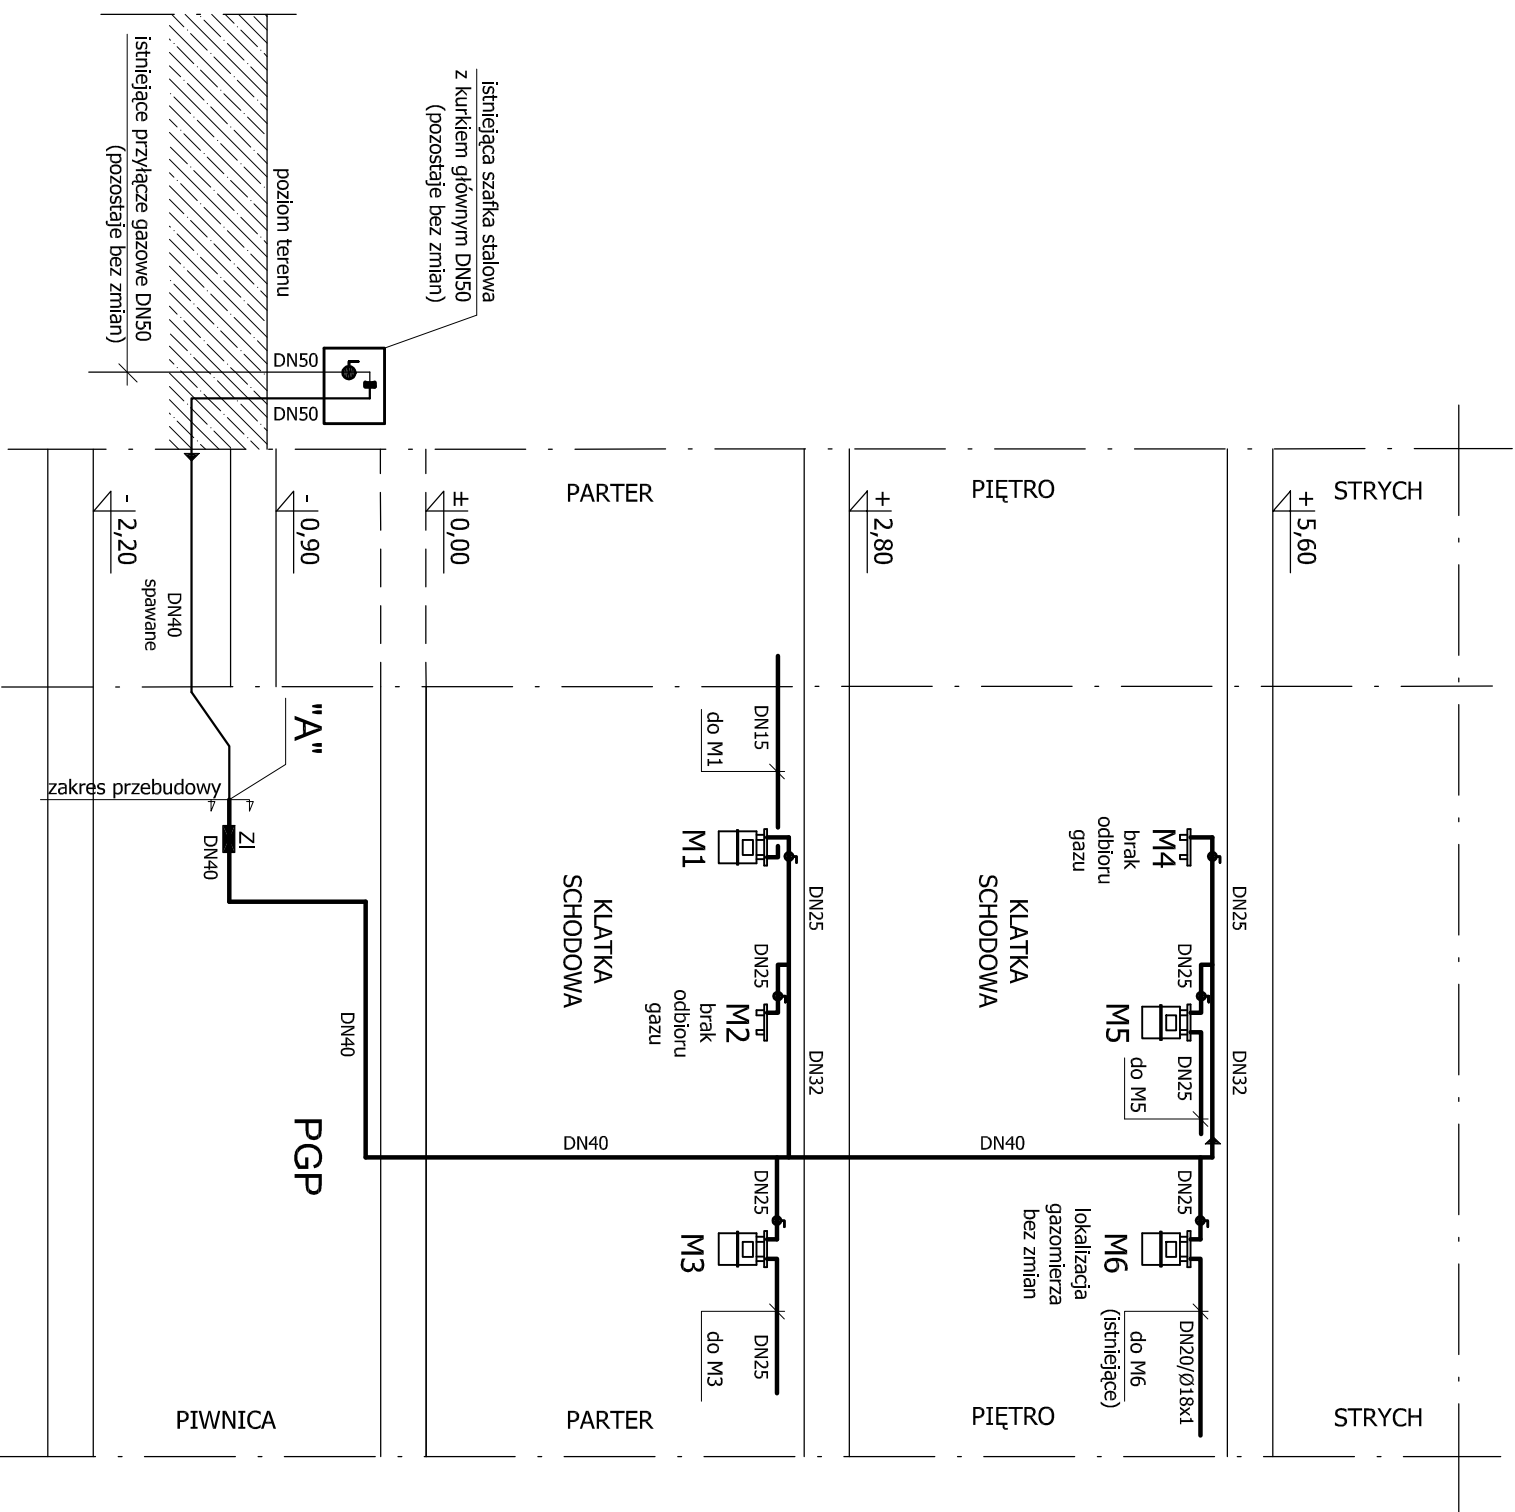 istniejąca szafka stalowa
z kurkiem głównym DN50
(pozostaje bez zmian)
poziom terenu
istniejące przyłącze gazowe DN50
(pozostaje bez zmian)
DN50
DN50
STRYCH
+ 5,60
PIĘTRO
+ 2,80
PARTER
± 0,00
- 0,90
- 2,20
DN40
spawane
"A"
zakres przebudowy
ZI
DN40
DN40
PGP
DN15
do M1
M1
DN25
KLATKA
SCHODOWA
DN25
M2
brak
odbioru
gazu
DN32
DN40
DN25
M3
DN25
do M3
M4
brak
odbioru
gazu
DN25
KLATKA
SCHODOWA
DN25
M5
DN25
do M5
DN32
DN40
DN25
M6
lokalizacja
gazomierza
bez zmian
DN20/Ø18x1
do M6
(istniejące)
STRYCH
PIĘTRO
PARTER
PIWNICA